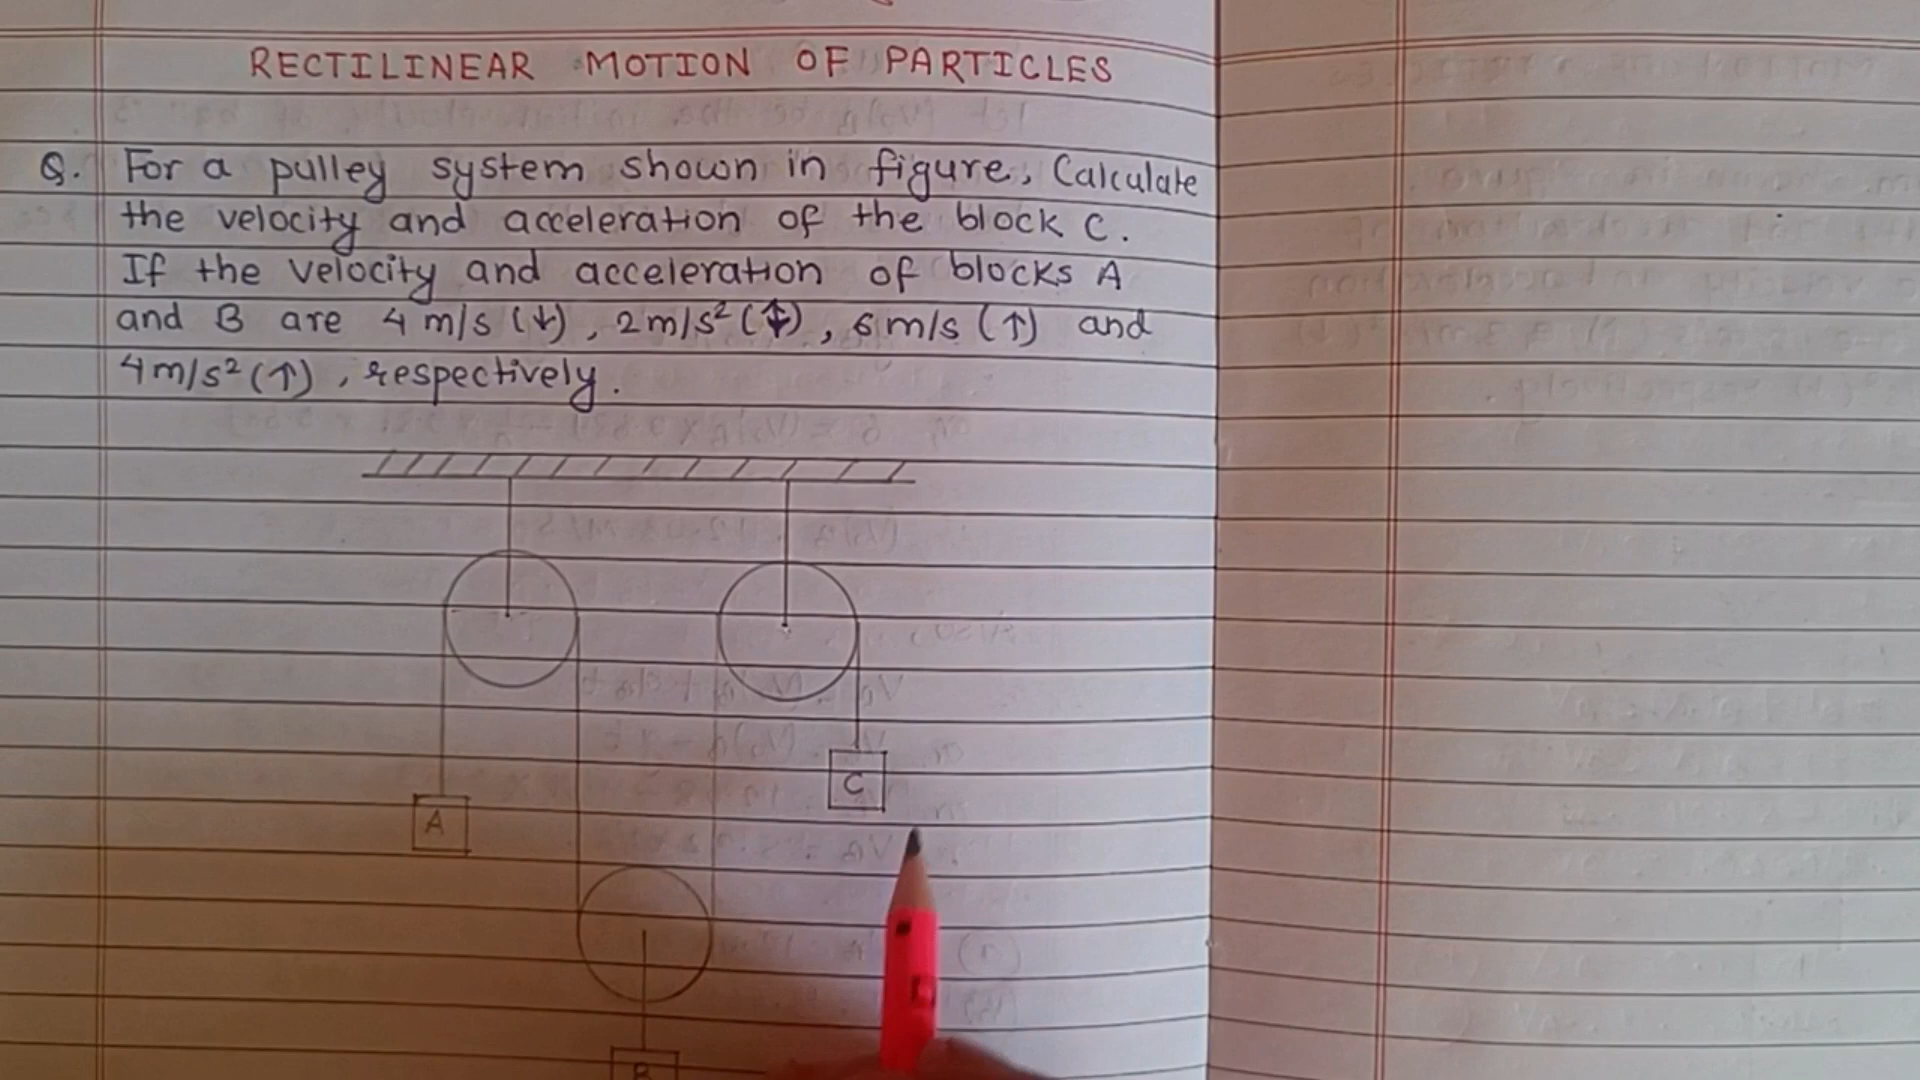 RECTILINEAR MOTION OF PARTICLES
Q. For a pulley system shown in figure, Calculate
the velocity and acceleration of the block C.
If the velocity and acceleration of blocks A
and B are 4 m/s (↓), 2m/s² (↓), 6 m/s (↑) and
4 m/s² (↑), respectively.
C
A
B